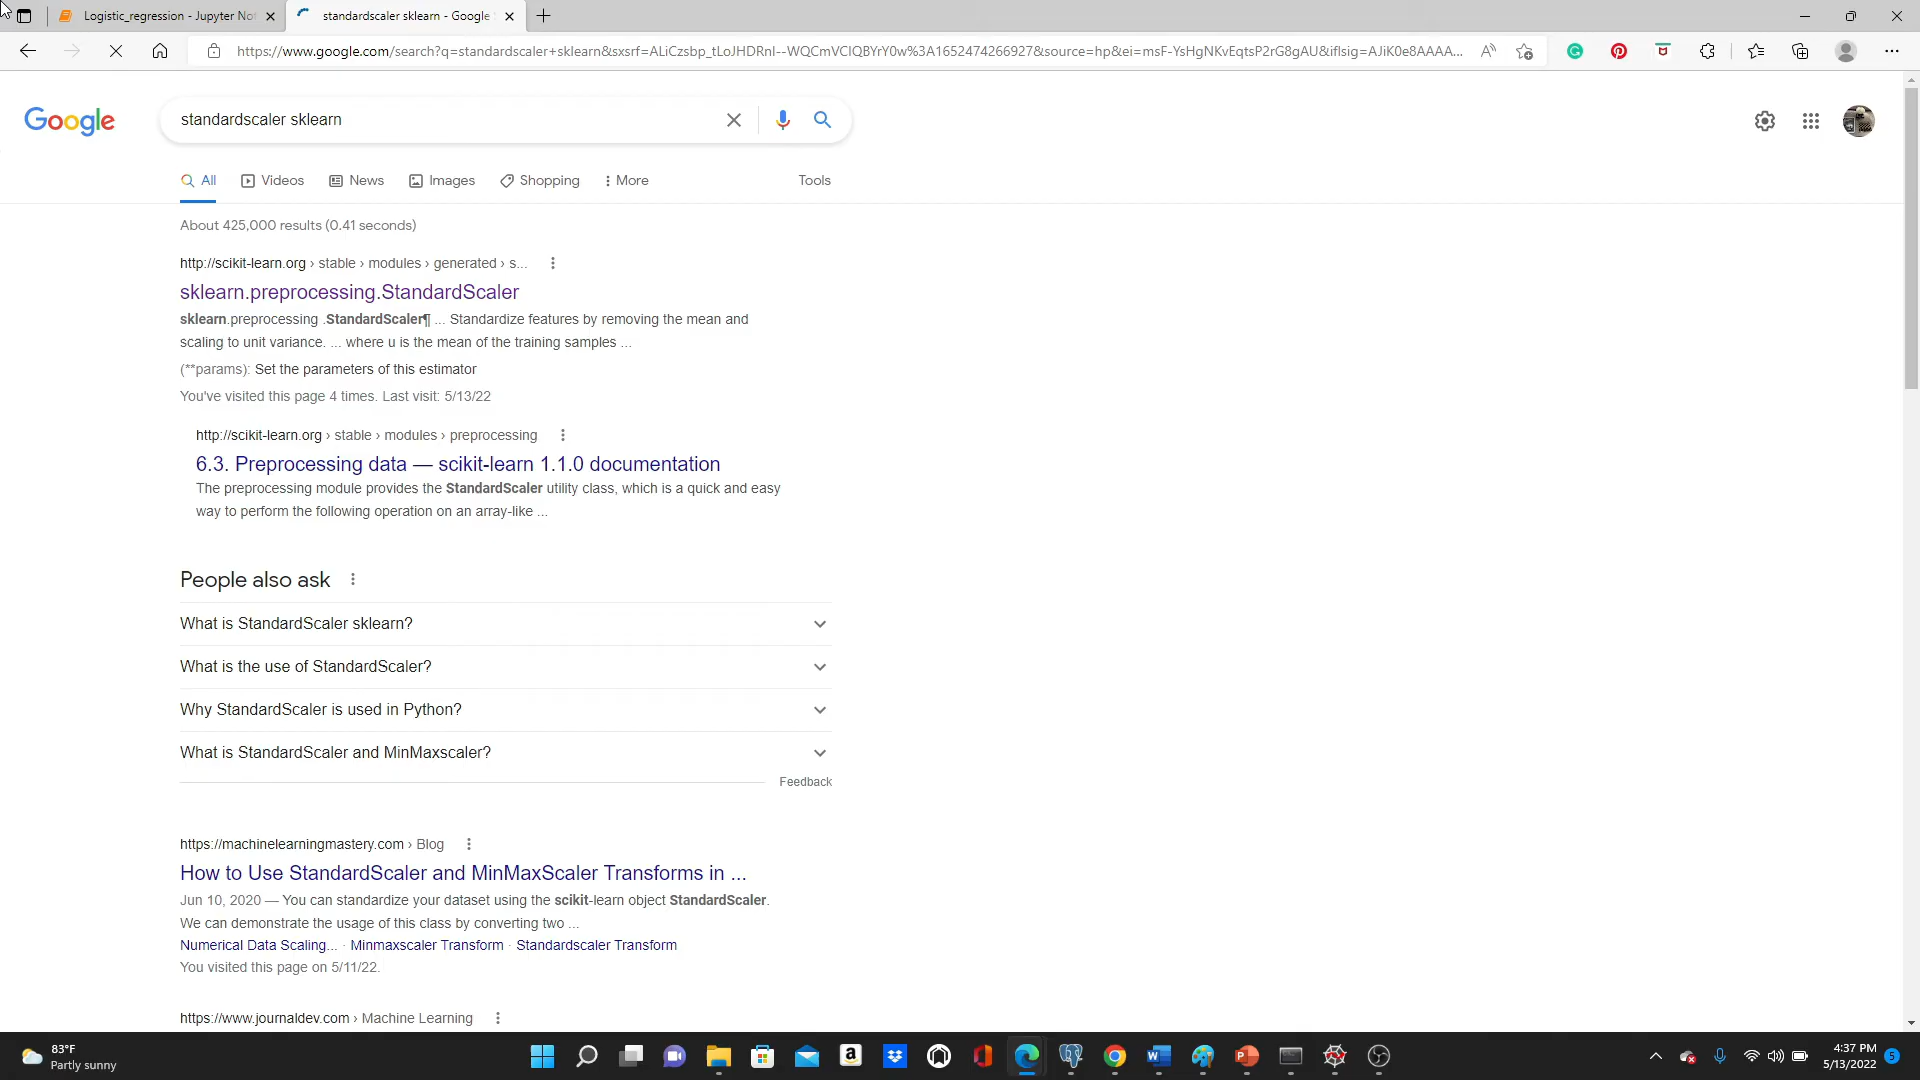 Logistic_regression - Jupyter Not
standardscaler sklearn - Google
https://www.google.com/search?q=standardscaler+sklearn&sxsrf=ALiCzsbp_tLoJHDRnI--WQCmVClQBYrY0w%3A1652474266927&source=hp&ei=msF-YsHgNKvEqtsP2rG8gAU&iflsig=AJiK0e8AAAA...
Google
standardscaler sklearn
All
Videos
News
Images
Shopping
More
Tools
About 425,000 results (0.41 seconds)
http://scikit-learn.org › stable › modules › generated › s...
sklearn.preprocessing.StandardScaler
sklearn.preprocessing .StandardScaler¶ ... Standardize features by removing the mean and
scaling to unit variance. ... where u is the mean of the training samples ...
(**params): Set the parameters of this estimator
You've visited this page 4 times. Last visit: 5/13/22
http://scikit-learn.org › stable › modules › preprocessing
6.3. Preprocessing data — scikit-learn 1.1.0 documentation
The preprocessing module provides the StandardScaler utility class, which is a quick and easy
way to perform the following operation on an array-like ...
People also ask
What is StandardScaler sklearn?
What is the use of StandardScaler?
Why StandardScaler is used in Python?
What is StandardScaler and MinMaxscaler?
Feedback
https://machinelearningmastery.com › Blog
How to Use StandardScaler and MinMaxScaler Transforms in ...
Jun 10, 2020 — You can standardize your dataset using the scikit-learn object StandardScaler.
We can demonstrate the usage of this class by converting two ...
Numerical Data Scaling... · Minmaxscaler Transform · Standardscaler Transform
You visited this page on 5/11/22.
https://www.journaldev.com › Machine Learning
83°F
Partly sunny
4:37 PM
5/13/2022
5